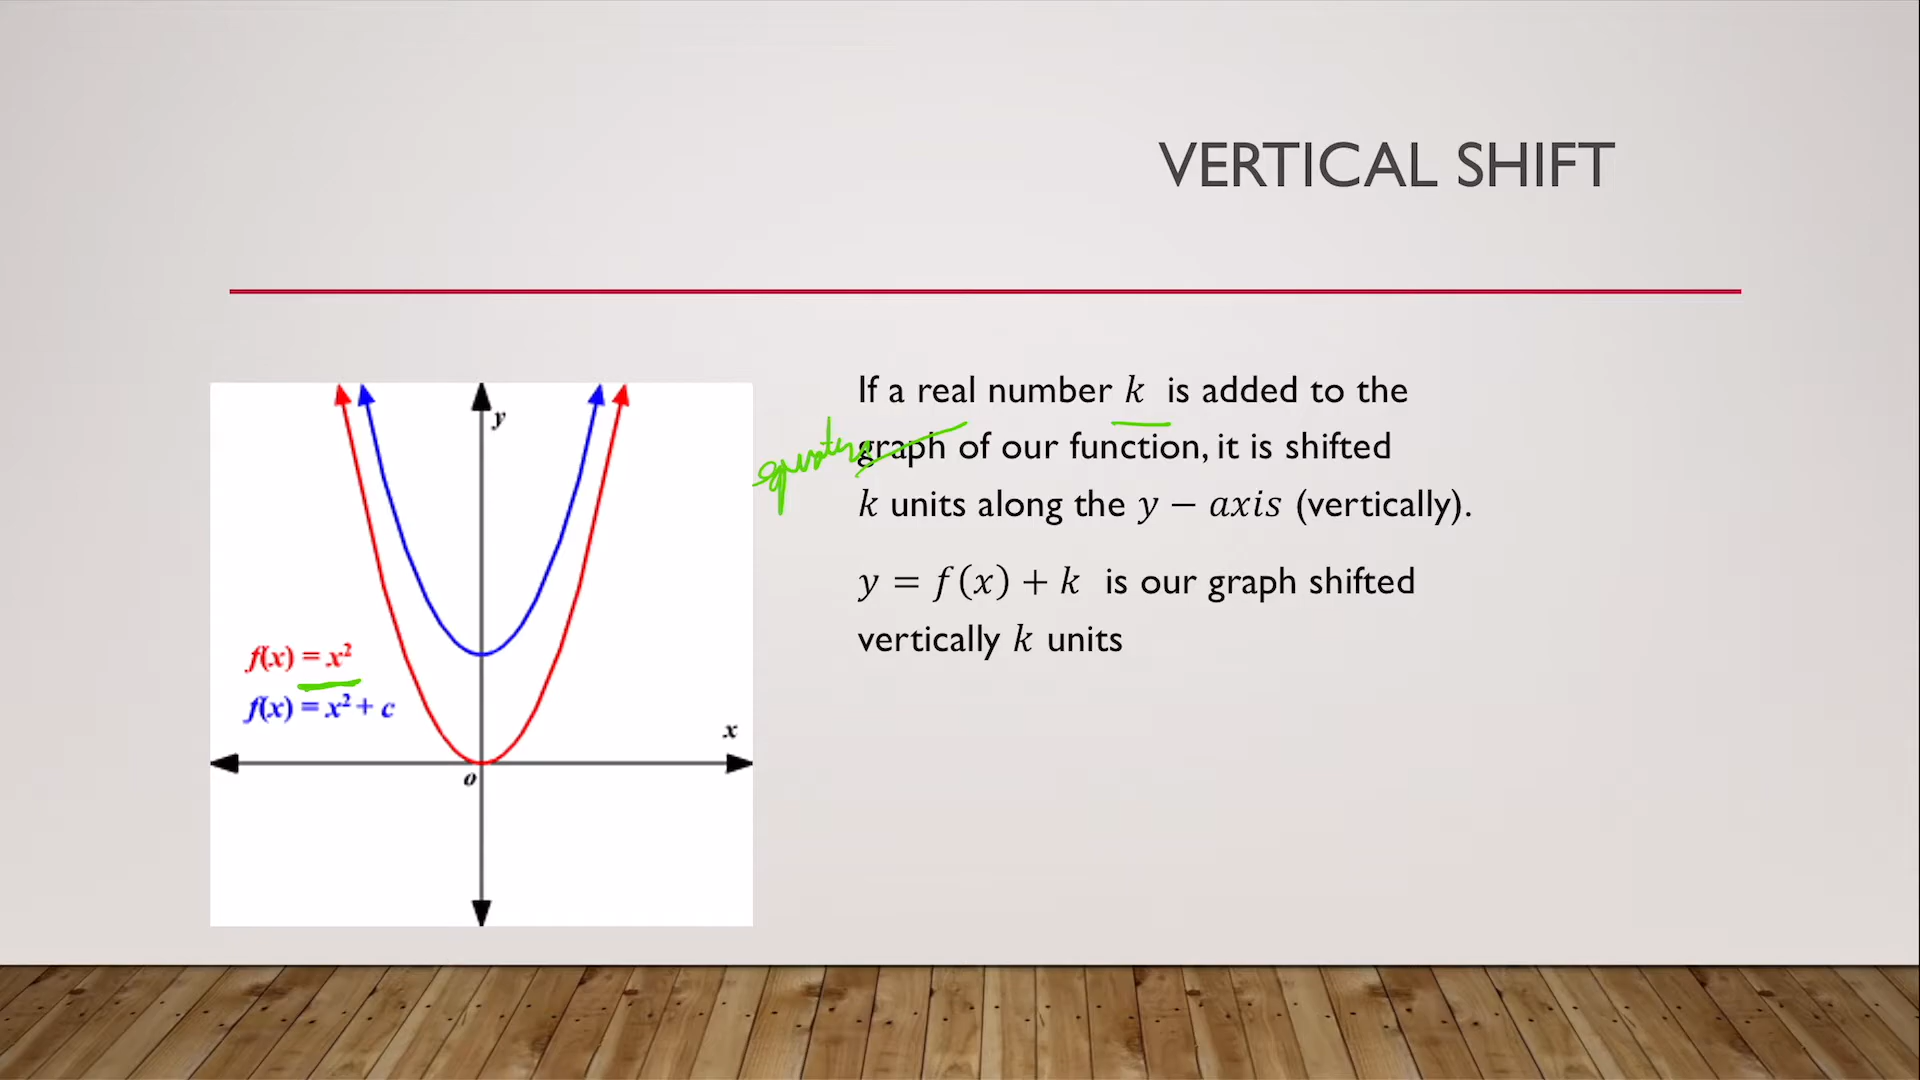 VERTICAL SHIFT
If a real number k is added to the
graph of our function, it is shifted
k units along the y − axis (vertically).
y = f(x) + k is our graph shifted
vertically k units
y
f(x) = x²
f(x) = x² + c
x
o